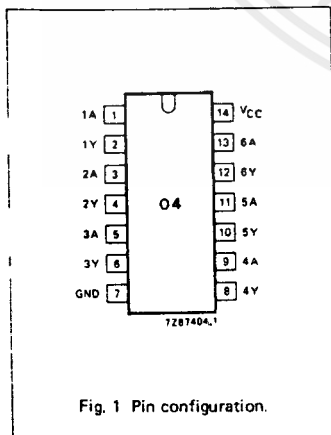 1A 1 14 VCC
1Y 2 13 6A
2A 3 12 6Y
2Y 4 04 11 5A
3A 5 10 5Y
3Y 6 9 4A
GND 7 8 4Y
7Z87404.1
Fig. 1 Pin configuration.